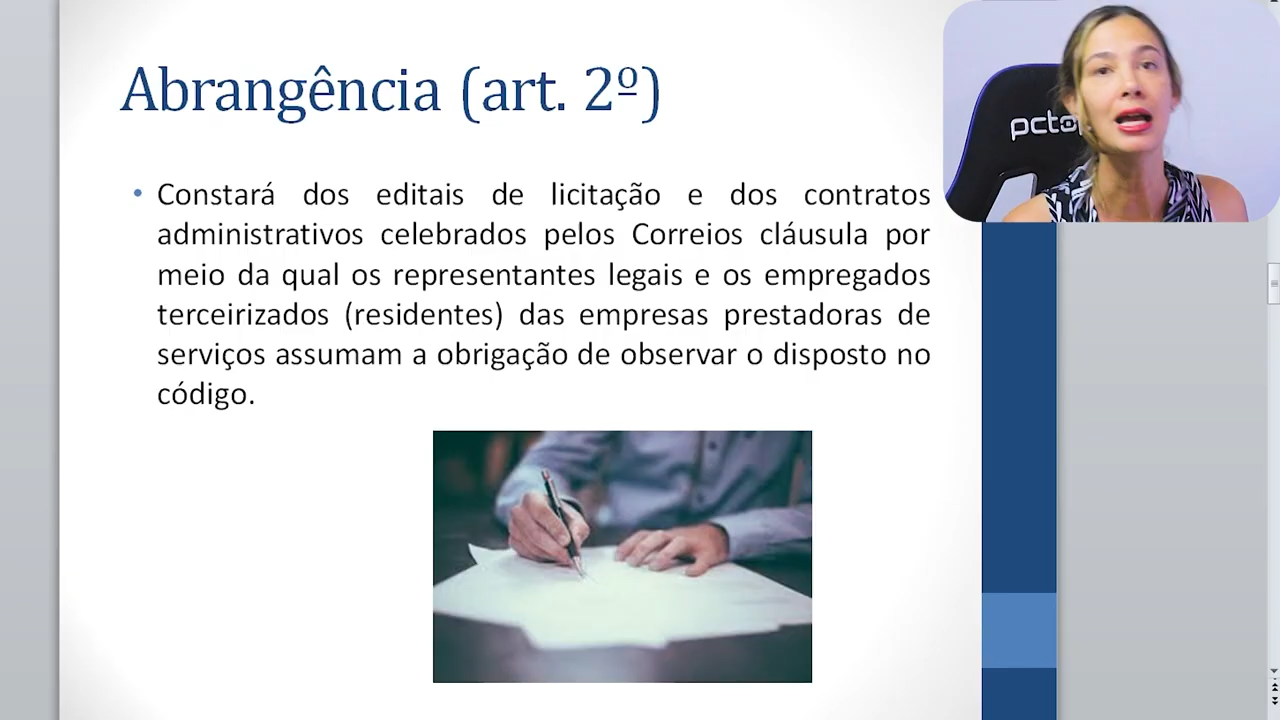 Abrangência (art. 2º)
• Constará dos editais de licitação e dos contratos
administrativos celebrados pelos Correios cláusula por
meio da qual os representantes legais e os empregados
terceirizados (residentes) das empresas prestadoras de
serviços assumam a obrigação de observar o disposto no
código.